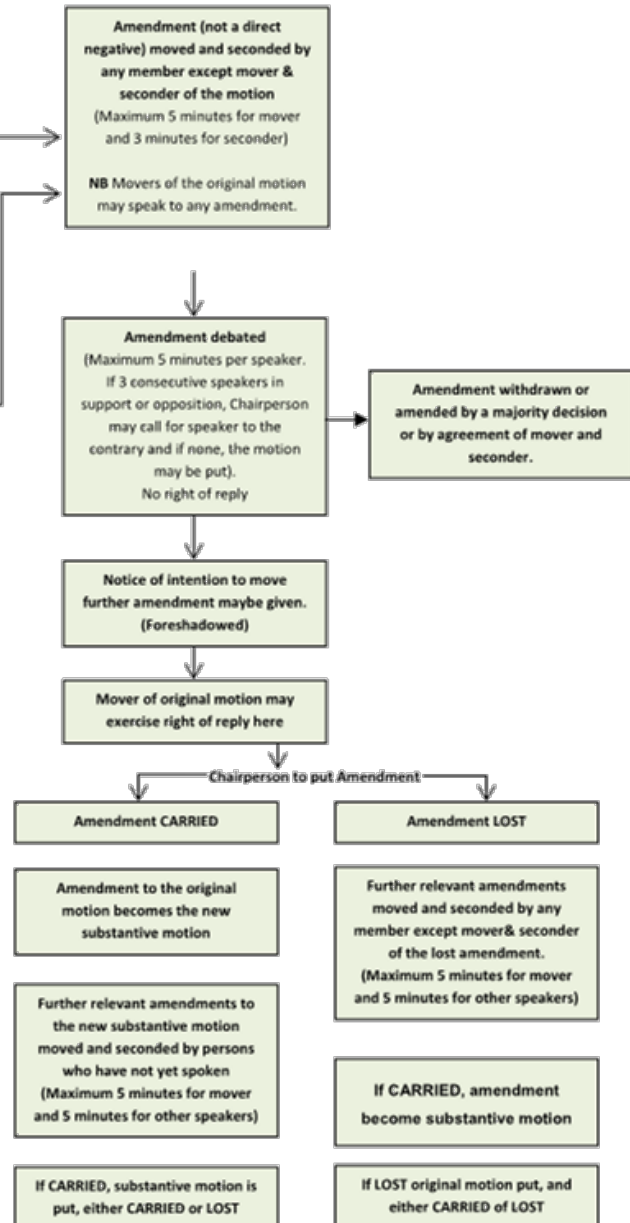 Amendment (not a direct
negative) moved and seconded by
any member except mover &
seconder of the motion
(Maximum 5 minutes for mover
and 3 minutes for seconder)
NB Movers of the original motion
may speak to any amendment.
Amendment debated
(Maximum 5 minutes per speaker.
If 3 consecutive speakers in
support or opposition, Chairperson
may call for speaker to the
contrary and if none, the motion
may be put).
No right of reply
Amendment withdrawn or
amended by a majority decision
or by agreement of mover and
seconder.
Notice of intention to move
further amendment maybe given.
(Foreshadowed)
Mover of original motion may
exercise right of reply here
Chairperson to put Amendment
Amendment CARRIED
Amendment to the original
motion becomes the new
substantive motion
Further relevant amendments to
the new substantive motion
moved and seconded by persons
who have not yet spoken
(Maximum 5 minutes for mover
and 5 minutes for other speakers)
If CARRIED, substantive motion is
put, either CARRIED or LOST
Amendment LOST
Further relevant amendments
moved and seconded by any
member except mover& seconder
of the lost amendment.
(Maximum 5 minutes for mover
and 5 minutes for other speakers)
If CARRIED, amendment
become substantive motion
If LOST original motion put, and
either CARRIED of LOST